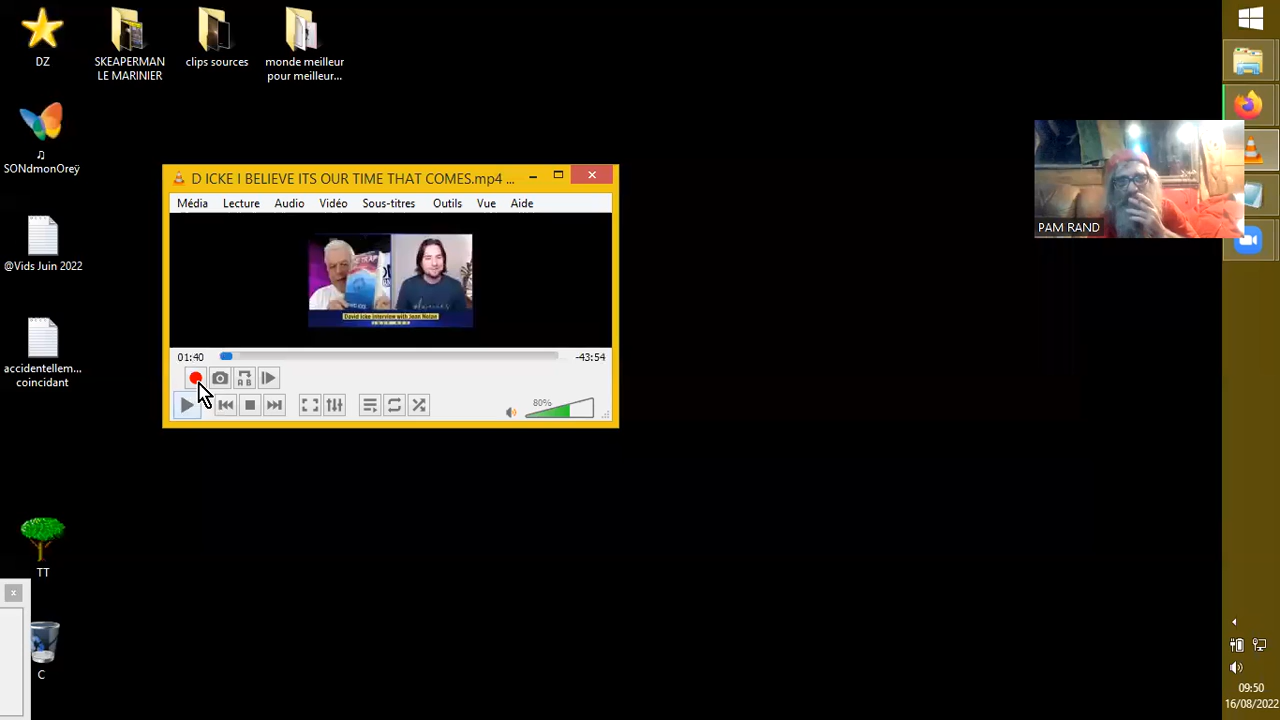 DZ
SKEAPERMAN
LE MARINIER
clips sources
monde meilleur
pour meilleur...
SONdmonOreÿ
@Vids Juin 2022
accidentellem...
coincidant
TT
C
D ICKE I BELIEVE ITS OUR TIME THAT COMES.mp4 ...
Média Lecture Audio Vidéo Sous-titres Outils Vue Aide
David Icke interview with Jean Nolan
01:40 -43:54
A B
80%
PAM RAND
09:50
16/08/2022